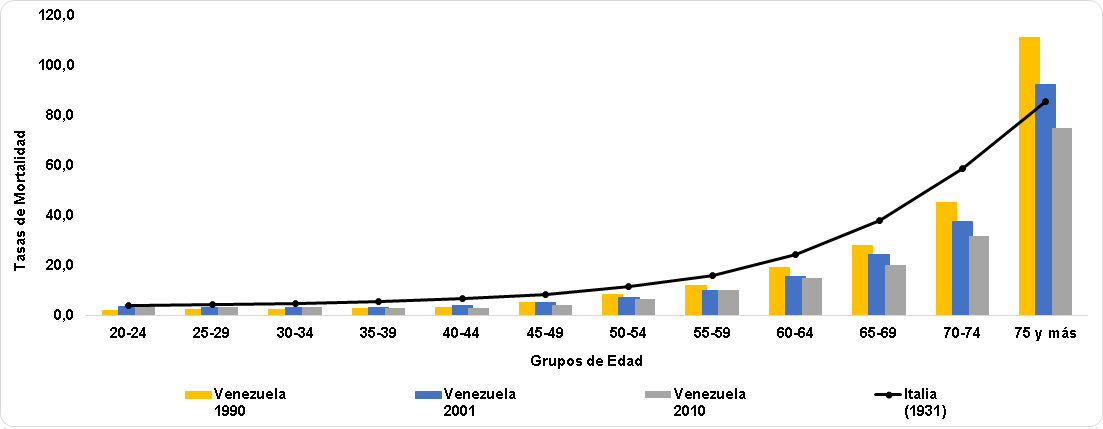 120,0
100,0
80,0
60,0
40,0
20,0
0,0
Tasas de Mortalidad
20-24 25-29 30-34 35-39 40-44 45-49 50-54 55-59 60-64 65-69 70-74 75 y más
Grupos de Edad
Venezuela
1990
Venezuela
2001
Venezuela
2010
Italia
(1931)